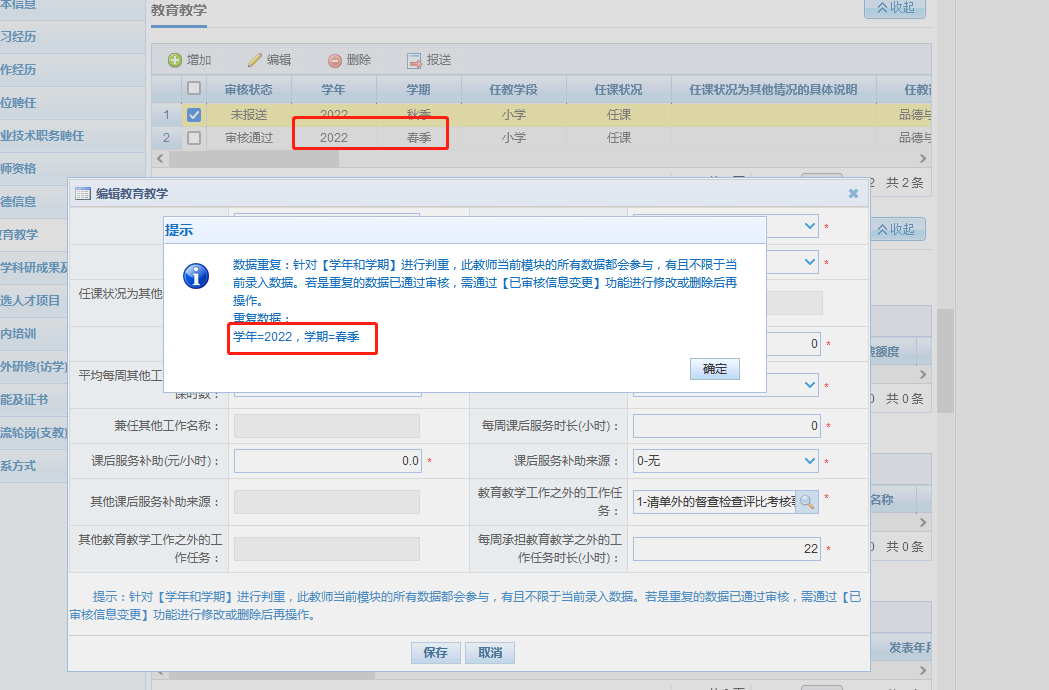 本信息
教育教学
收起
习经历
增加 编辑 删除 报送
作经历
审核状态 学年 学期 任教学段 任课状况 任课状况为其他情况的具体说明 任教
位聘任
1 未报送 2022 秋季 小学 任课 品德与
业技术职务聘任
2 审核通过 2022 春季 小学 任课 品德与
师资格
2 共 2 条
编辑教育教学
德信息
育教学
收起
提示
数据重复：针对【学年和学期】进行判重，此教师当前模块的所有数据都会参与，有且不限于当
前录入数据。若是重复的数据已通过审核，需通过【已审核信息变更】功能进行修改或删除后再
操作。
重复数据：
学年=2022，学期=春季
确定
学科研成果及
选人才项目
任课状况为其他
内培训
0 *
额度
外研修(访学)
平均每周其他工
课时数：
能及证书
0 共 0 条
兼任其他工作名称：
每周课后服务时长(小时)： 0 *
流轮岗(支教)
课后服务补助(元/小时)： 0.0 *
课后服务补助来源： 0-无 *
系方式
其他课后服务补助来源：
教育教学工作之外的工作任
务： 1-清单外的督查检查评比考核 *
名称
其他教育教学工作之外的工
作任务：
每周承担教育教学之外的工
作任务时长(小时)： 22 *
0 共 0 条
提示：针对【学年和学期】进行判重，此教师当前模块的所有数据都会参与，有且不限于当前录入数据。若是重复的数据已通过审核，需通过【已
审核信息变更】功能进行修改或删除后再操作。
保存 取消
发表年月